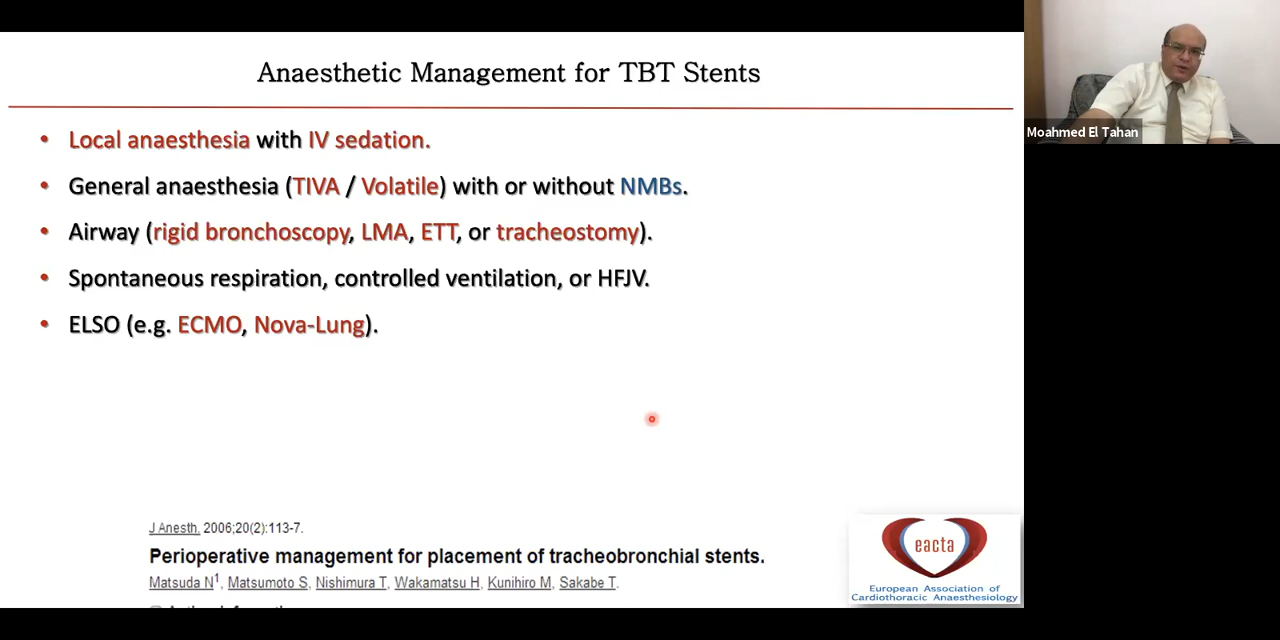 Anaesthetic Management for TBT Stents
• Local anaesthesia with IV sedation.
• General anaesthesia (TIVA / Volatile) with or without NMBs.
• Airway (rigid bronchoscopy, LMA, ETT, or tracheostomy).
• Spontaneous respiration, controlled ventilation, or HFJV.
• ELSO (e.g. ECMO, Nova-Lung).
J Anesth. 2006;20(2):113-7.
Perioperative management for placement of tracheobronchial stents.
Matsuda N1, Matsumoto S, Nishimura T, Wakamatsu H, Kunihiro M, Sakabe T.
eacta
European Association of
Cardiothoracic Anaesthesiology
Moahmed El Tahan